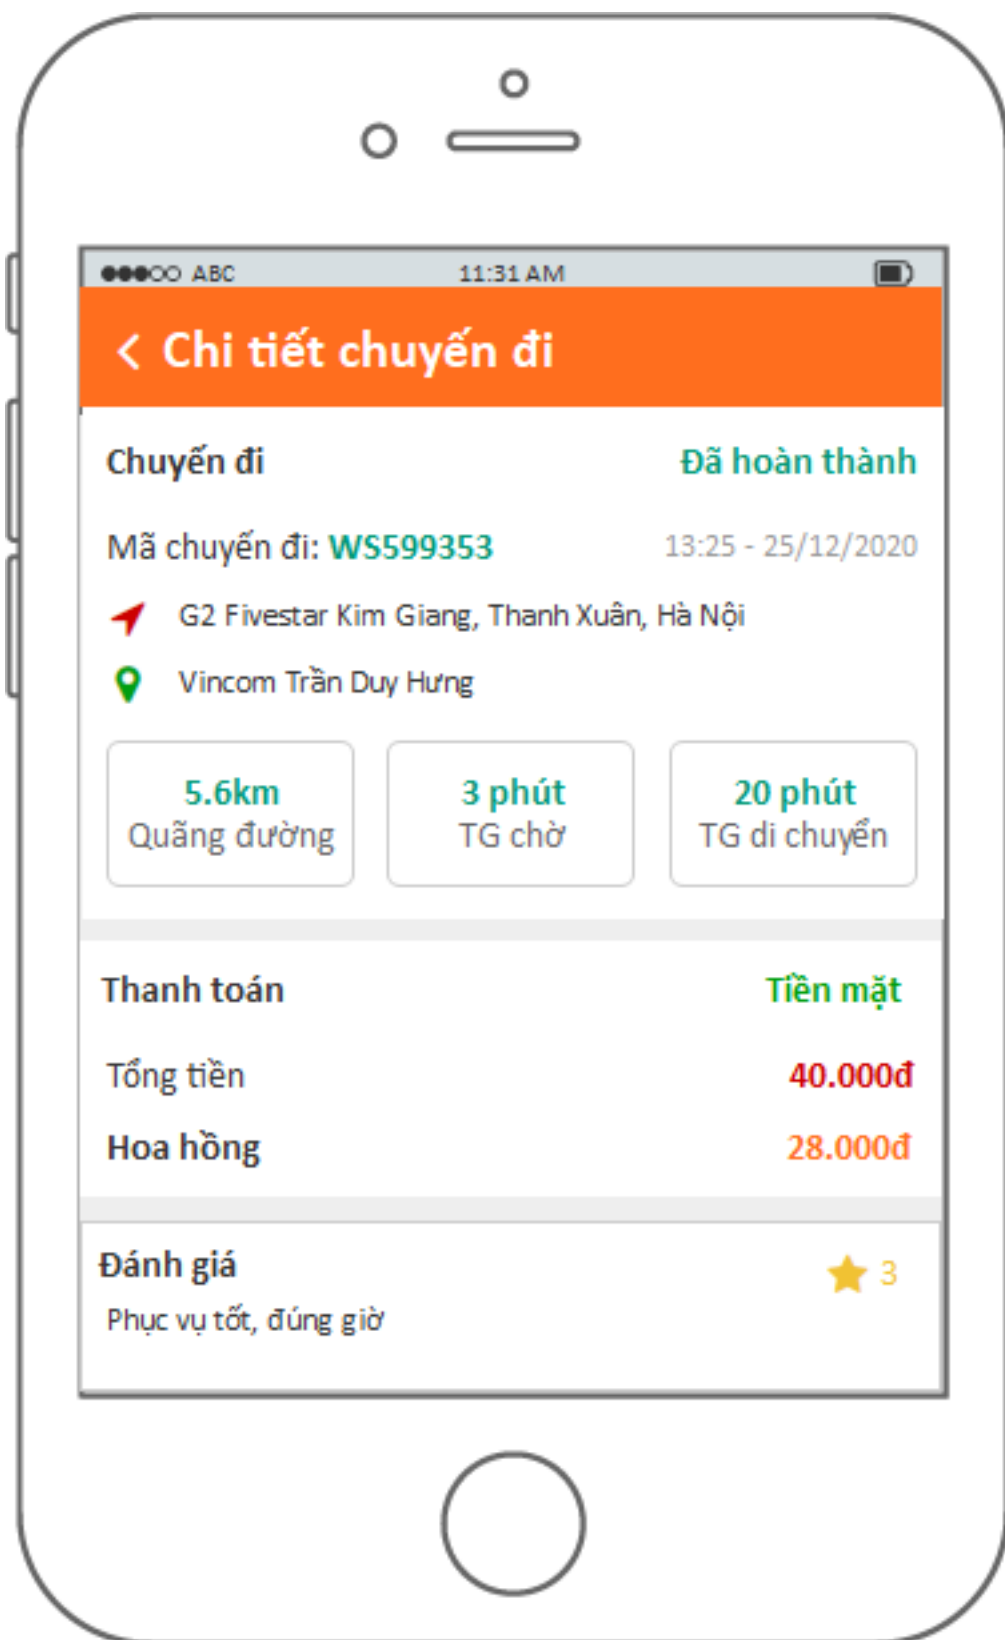 ABC 11:31 AM
< Chi tiết chuyến đi
Chuyến đi Đã hoàn thành
Mã chuyến đi: WS599353 13:25 - 25/12/2020
G2 Fivestar Kim Giang, Thanh Xuân, Hà Nội
Vincom Trần Duy Hưng
5.6km 3 phút 20 phút
Quãng đường TG chờ TG di chuyển
Thanh toán Tiền mặt
Tổng tiền 40.000đ
Hoa hồng 28.000đ
Đánh giá 3
Phục vụ tốt, đúng giờ